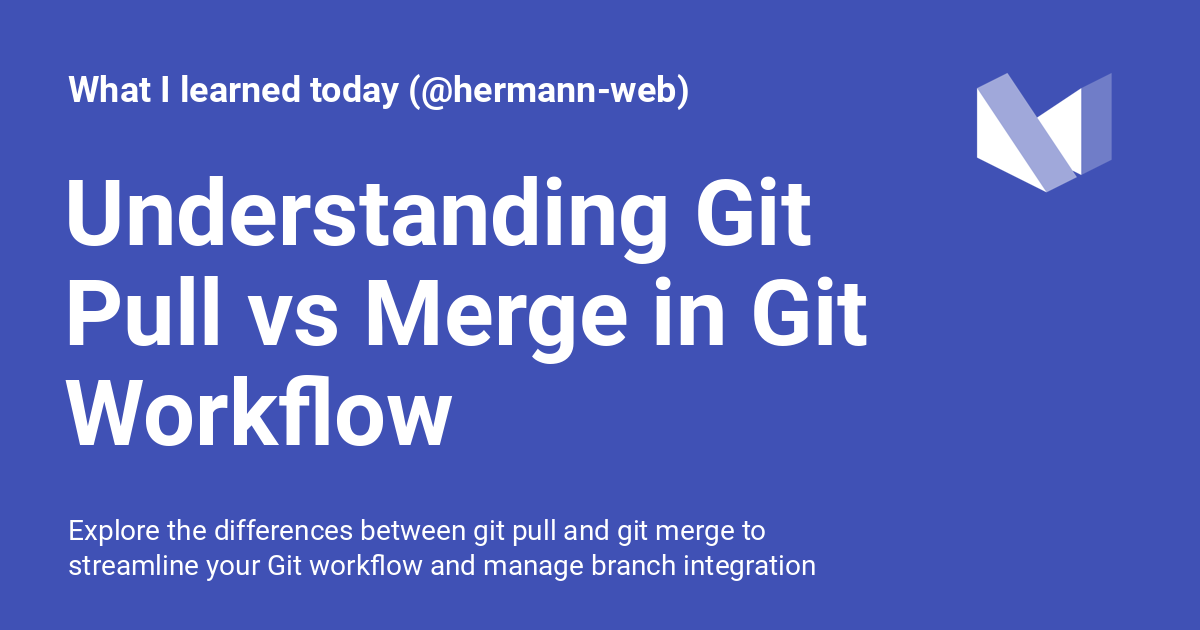 What I learned today (@hermann-web)
Understanding Git
Pull vs Merge in Git
Workflow
Explore the differences between git pull and git merge to
streamline your Git workflow and manage branch integration